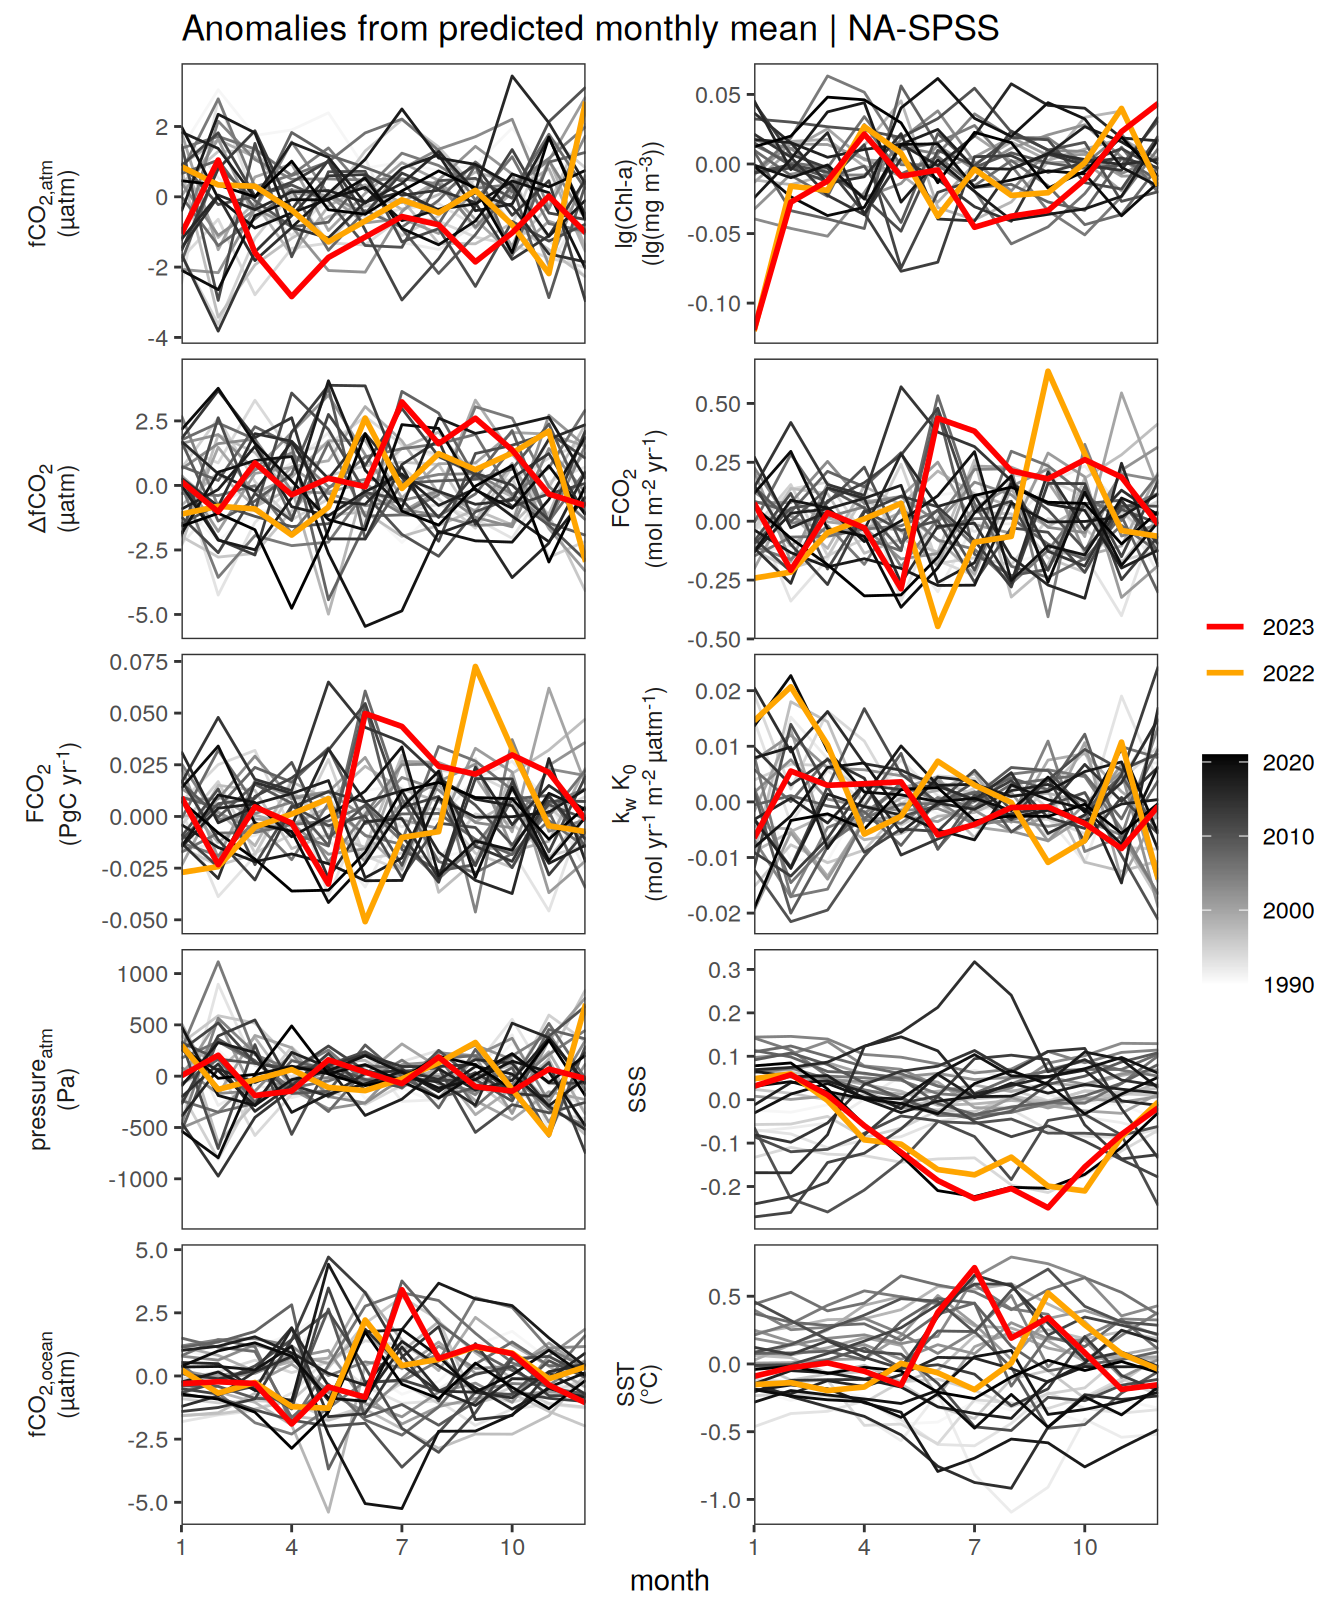 Anomalies from predicted monthly mean | NA-SPSS
fCO2,atm
(µatm)
2
0
-2
-4
lg(Chl-a)
(lg(mg m-3))
0.05
0.00
-0.05
-0.10
ΔfCO2
(µatm)
2.5
0.0
-2.5
-5.0
FCO2
(mol m-2 yr-1)
0.50
0.25
0.00
-0.25
-0.50
FCO2
(PgC yr-1)
0.075
0.050
0.025
0.000
-0.025
-0.050
kw K0
(mol yr-1 m-2 µatm-1)
0.02
0.01
0.00
-0.01
-0.02
pressureatm
(Pa)
1000
500
0
-500
-1000
SSS
0.3
0.2
0.1
0.0
-0.1
-0.2
fCO2,ocean
(µatm)
5.0
2.5
0.0
-2.5
-5.0
SST
(°C)
0.5
0.0
-0.5
-1.0
1 4 7 10
1 4 7 10
month
2023
2022
2020
2010
2000
1990